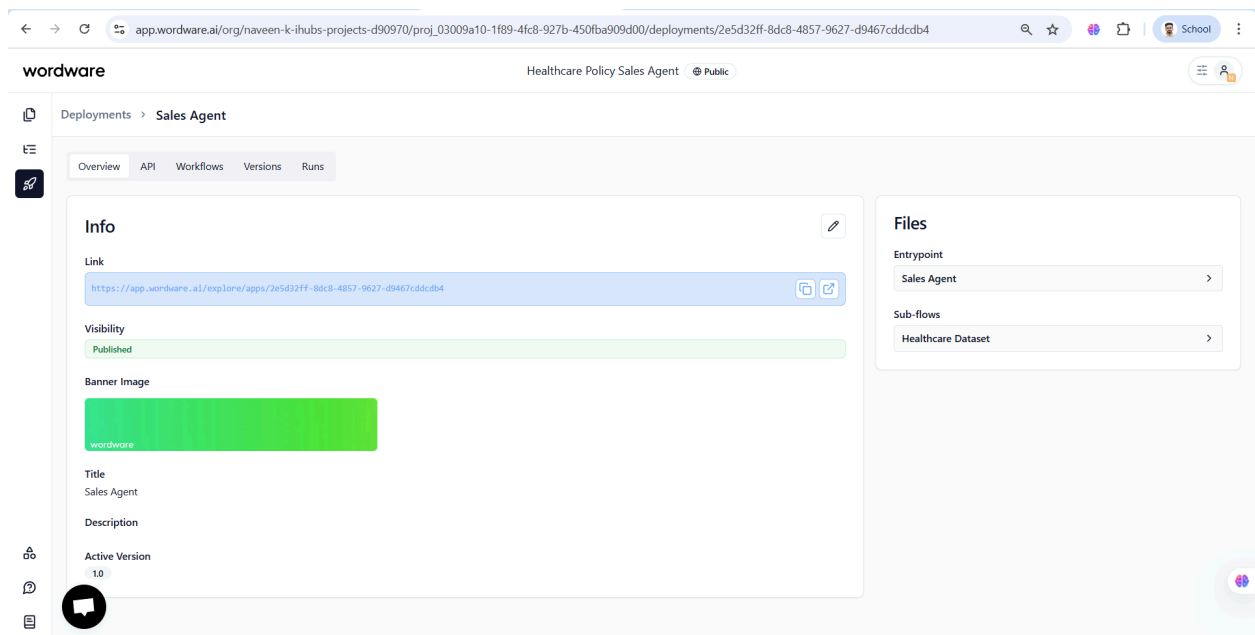 app.wordware.ai/org/naveen-k-ihubs-projects-d90970/proj_03009a10-1f89-4fc8-927b-450fba909d00/deployments/2e5d32ff-8dc8-4857-9627-d9467cddcdb4
School
wordware
Healthcare Policy Sales Agent
Public
Deployments > Sales Agent
Overview API Workflows Versions Runs
Info
Link
https://app.wordware.ai/explore/apps/2e5d32ff-8dc8-4857-9627-d9467cddcdb4
Visibility
Published
Banner Image
wordware
Title
Sales Agent
Description
Active Version
1.0
Files
Entrypoint
Sales Agent
Sub-flows
Healthcare Dataset